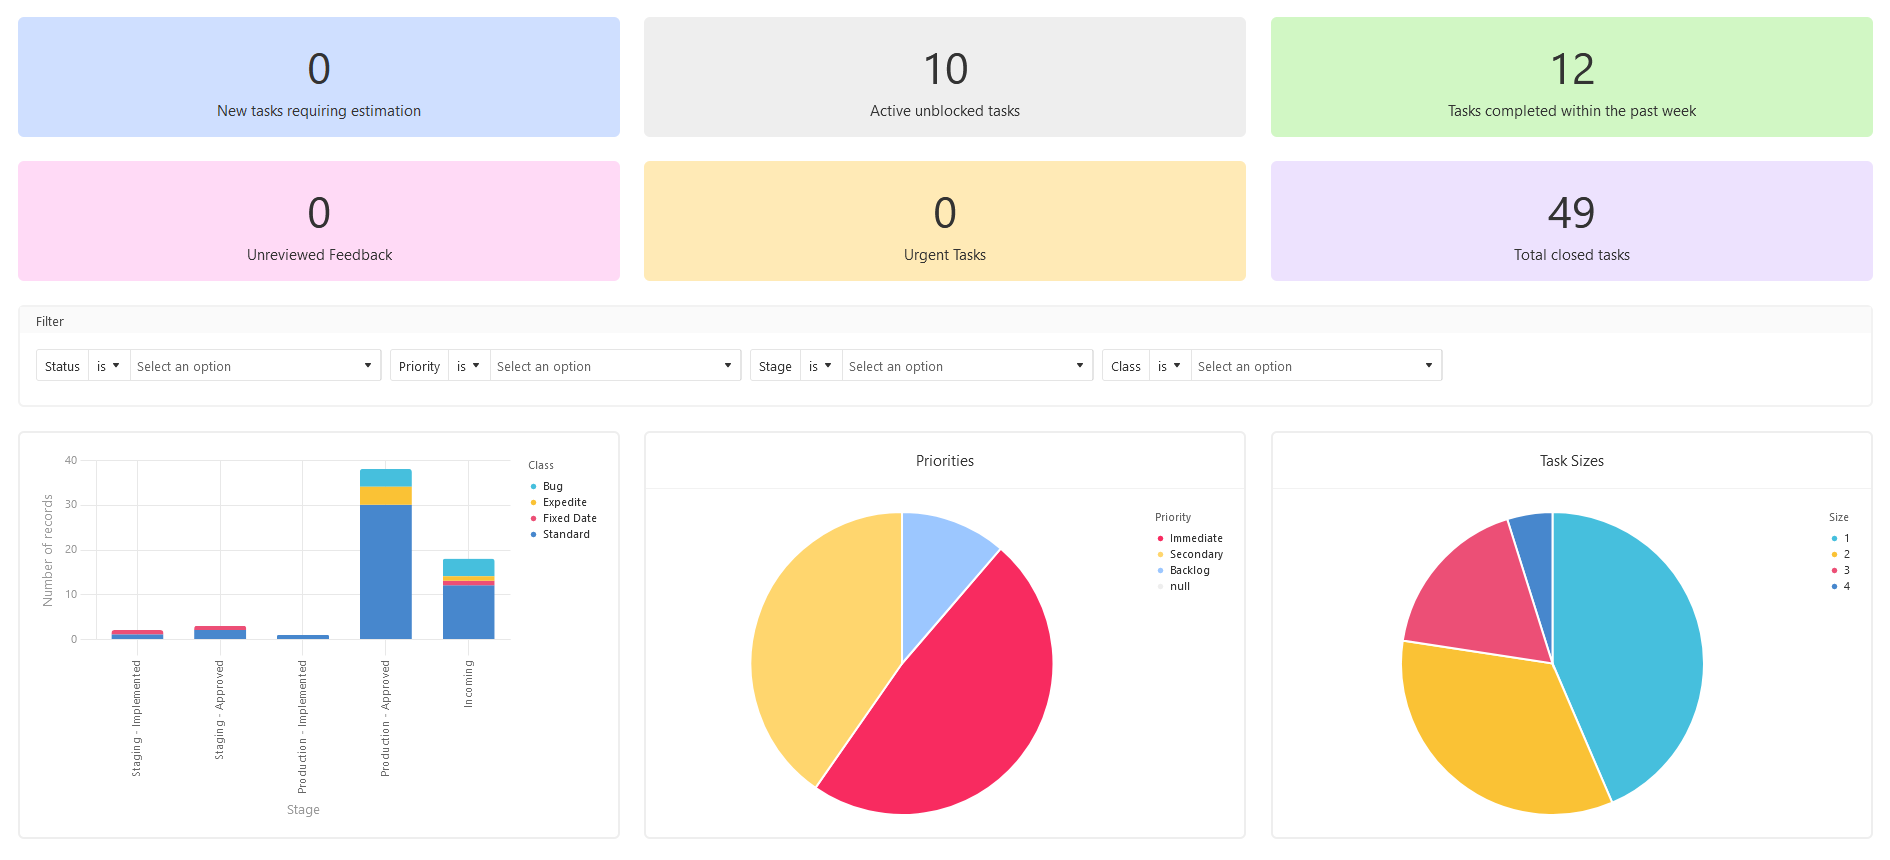 0
New tasks requiring estimation
10
Active unblocked tasks
12
Tasks completed within the past week
0
Unreviewed Feedback
0
Urgent Tasks
49
Total closed tasks
Filter
Status is Select an option
Priority is Select an option
Stage is Select an option
Class is Select an option
Number of records
40
30
20
10
0
Staging - Implemented
Staging - Approved
Production - Implemented
Production - Approved
Incoming
Stage
Class
Bug
Expedite
Fixed Date
Standard
Priorities
Priority
Immediate
Secondary
Backlog
null
Task Sizes
Size
1
2
3
4